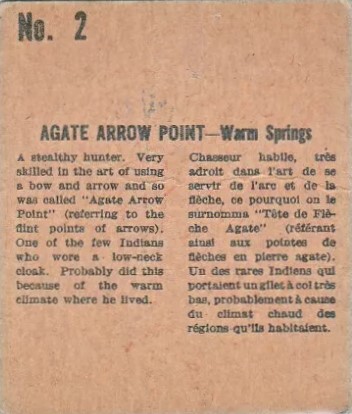 No. 2
AGATE ARROW POINT—Warm Springs
A stealthy hunter. Very
skilled in the art of using
a bow and arrow and so
was called "Agate Arrow
Point" (referring to the
flint points of arrows).
One of the few Indians
who wore a low-neck
cloak. Probably did this
because of the warm
climate where he lived.
Chasseur habile, très
adroit dans l'art de se
servir de l'arc et de la
flèche, ce pourquoi on le
surnomma "Tête de Flè-
che Agate" (référant
ainsi aux pointes de
flèches en pierre agate).
Un des rares Indiens qui
portaient un gilet à col très
bas, probablement à cause
du climat chaud des
régions qu'ils habitaient.